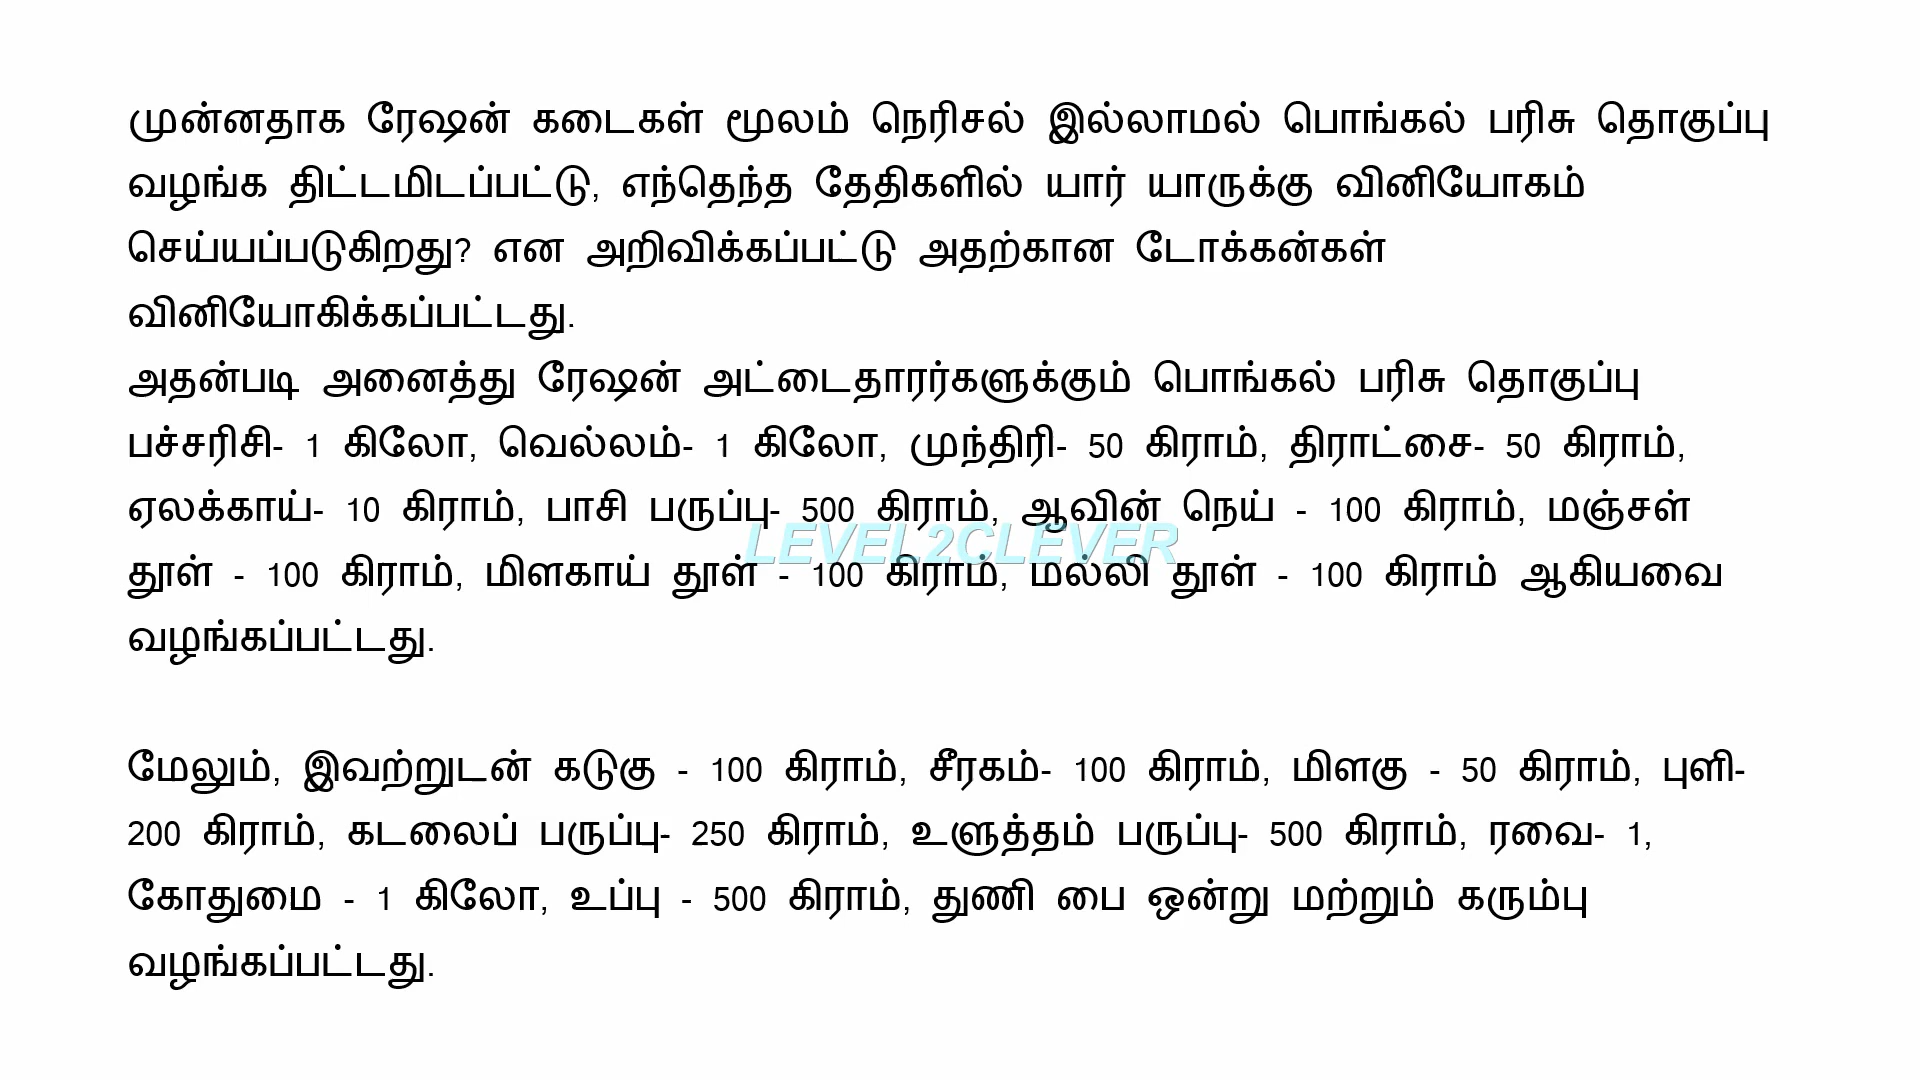 முன்னதாக ரேஷன் கடைகள் மூலம் நெரிசல் இல்லாமல் பொங்கல் பரிசு தொகுப்பு
வழங்க திட்டமிடப்பட்டு, எந்தெந்த தேதிகளில் யார் யாருக்கு வினியோகம்
செய்யப்படுகிறது? என அறிவிக்கப்பட்டு அதற்கான டோக்கன்கள்
வினியோகிக்கப்பட்டது.
அதன்படி அனைத்து ரேஷன் அட்டைதாரர்களுக்கும் பொங்கல் பரிசு தொகுப்பு
பச்சரிசி- 1 கிலோ, வெல்லம்- 1 கிலோ, முந்திரி- 50 கிராம், திராட்சை- 50 கிராம்,
ஏலக்காய்- 10 கிராம், பாசி பருப்பு- 500 கிராம், ஆவின் நெய் - 100 கிராம், மஞ்சள்
LEVEL2CLEVER
தூள் - 100 கிராம், மிளகாய் தூள் - 100 கிராம், மல்லி தூள் - 100 கிராம் ஆகியவை
வழங்கப்பட்டது.
மேலும், இவற்றுடன் கடுகு - 100 கிராம், சீரகம்- 100 கிராம், மிளகு - 50 கிராம், புளி-
200 கிராம், கடலைப் பருப்பு- 250 கிராம், உளுத்தம் பருப்பு- 500 கிராம், ரவை- 1,
கோதுமை - 1 கிலோ, உப்பு - 500 கிராம், துணி பை ஒன்று மற்றும் கரும்பு
வழங்கப்பட்டது.